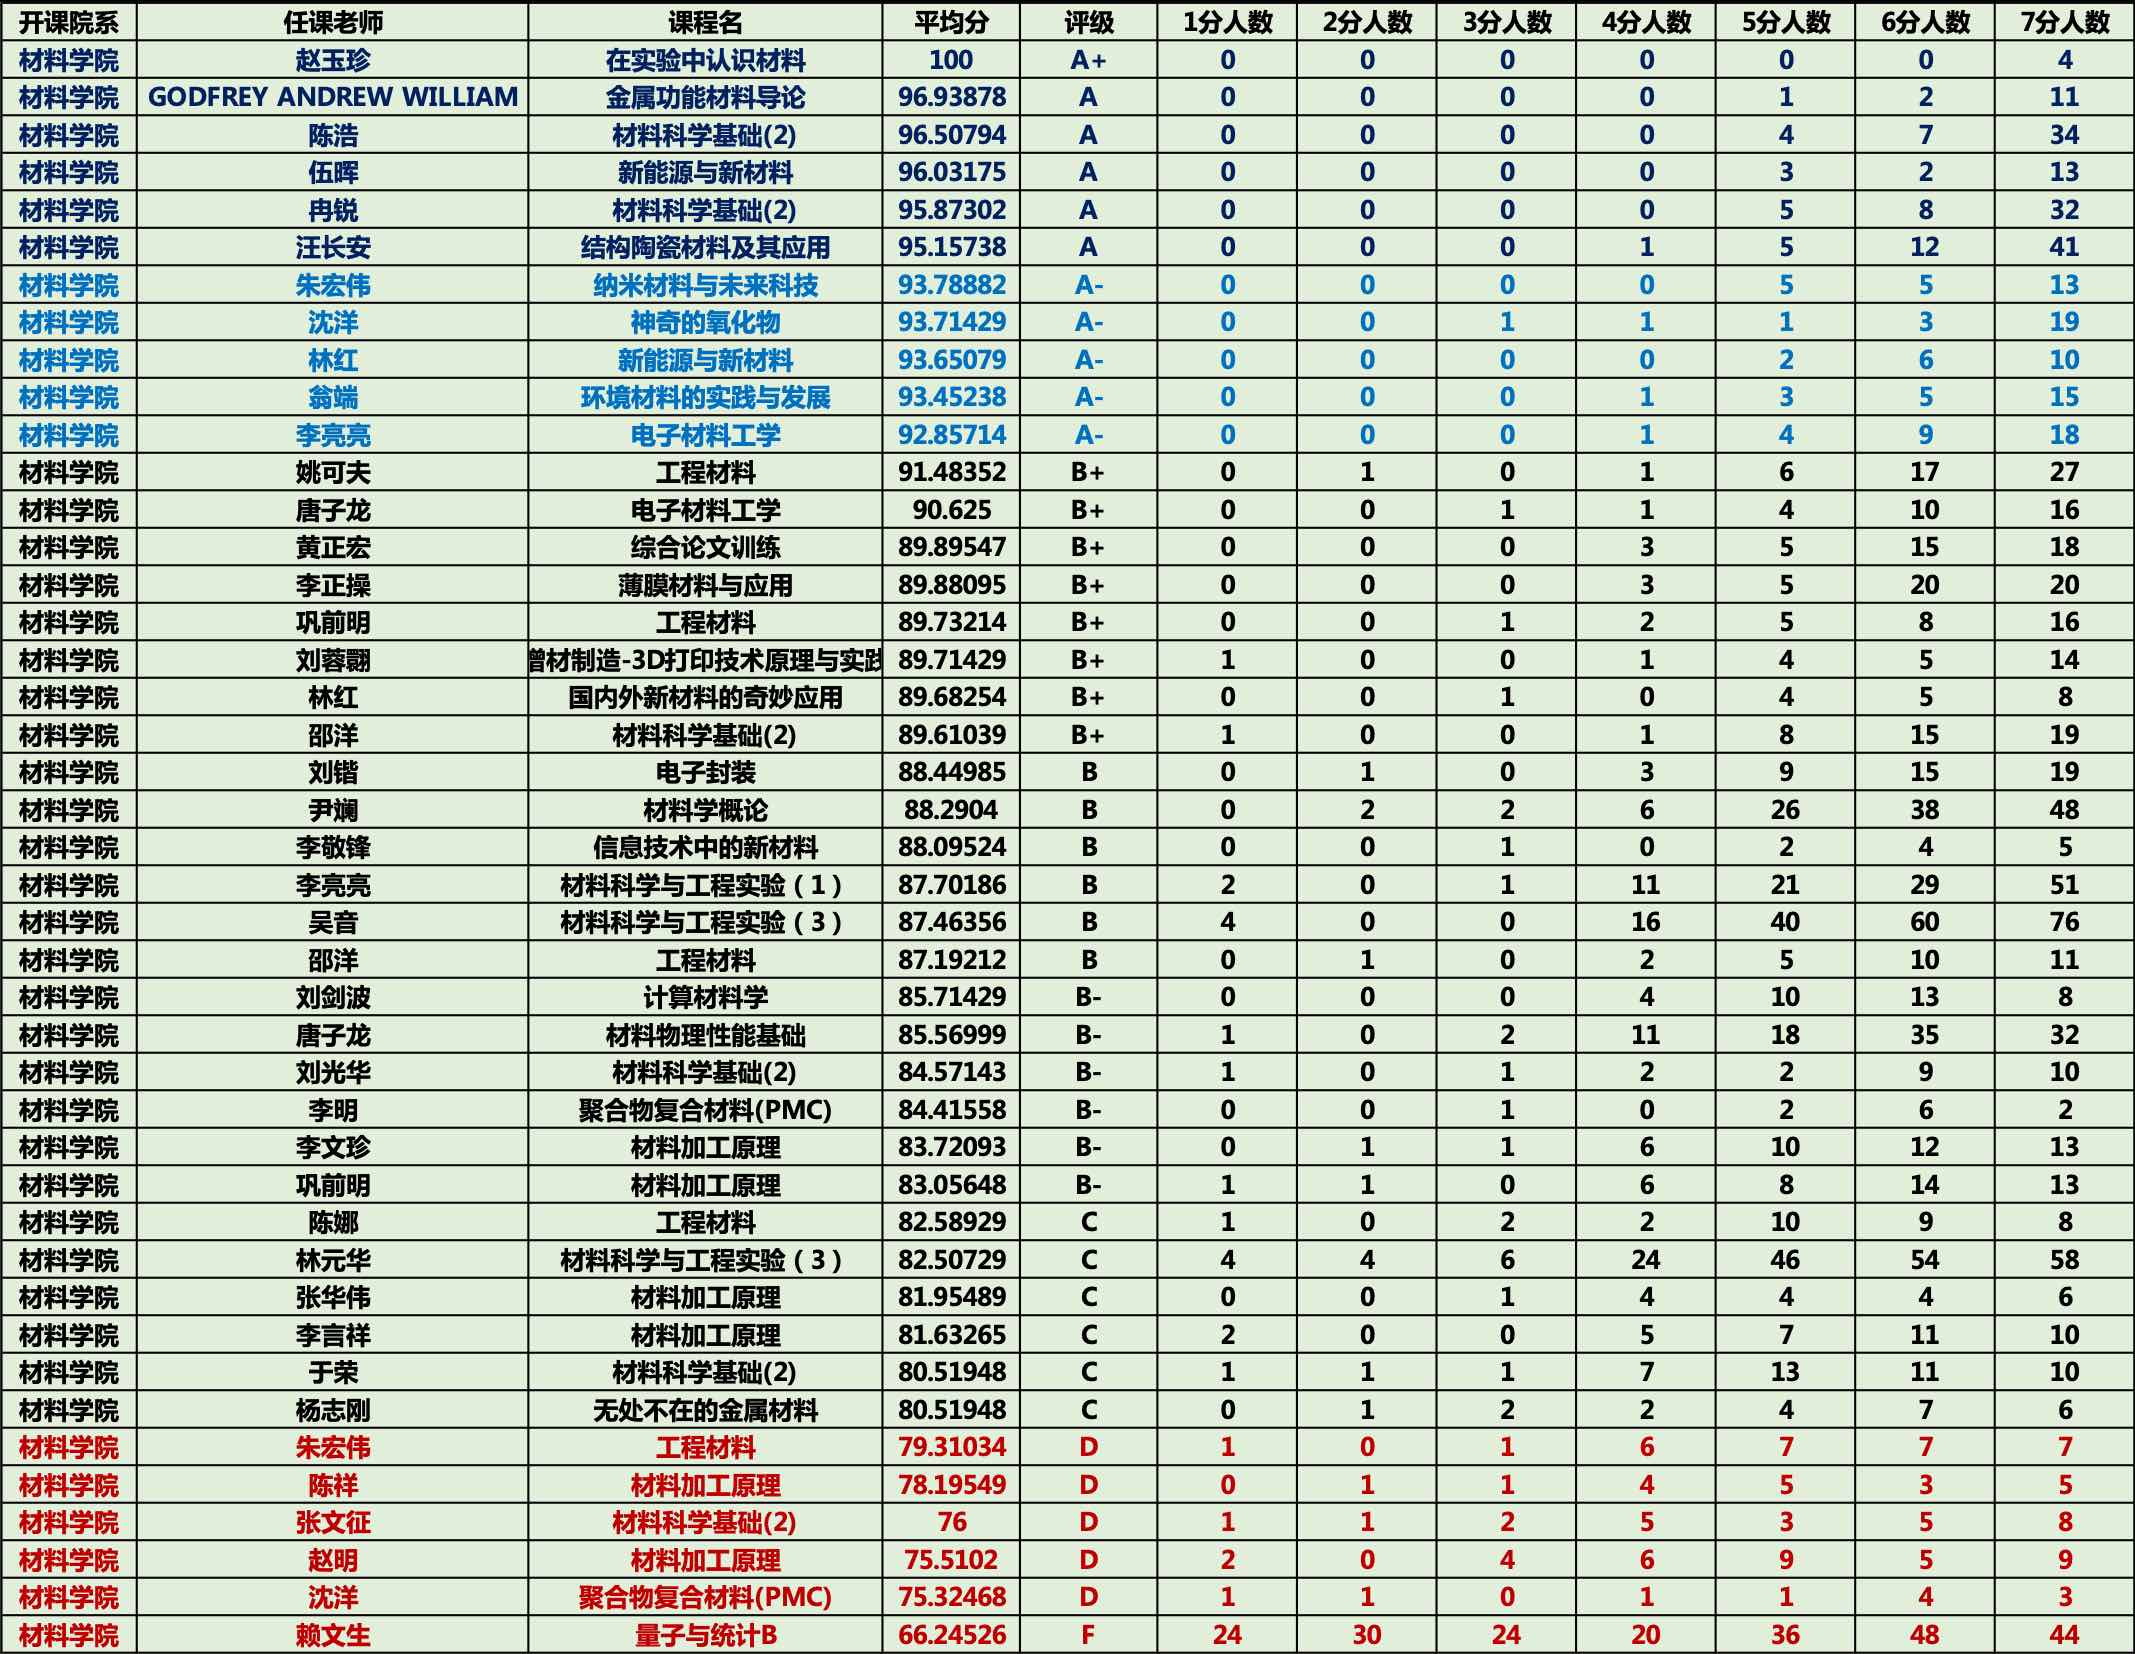 开课院系 任课老师 课程名 平均分 评级 1分人数 2分人数 3分人数 4分人数 5分人数 6分人数 7分人数
材料学院 赵玉珍 在实验中认识材料 100 A+ 0 0 0 0 0 0 4
材料学院 GODFREY ANDREW WILLIAM 金属功能材料导论 96.93878 A 0 0 0 0 1 2 11
材料学院 陈浩 材料科学基础(2) 96.50794 A 0 0 0 0 4 7 34
材料学院 伍晖 新能源与新材料 96.03175 A 0 0 0 0 3 2 13
材料学院 冉锐 材料科学基础(2) 95.87302 A 0 0 0 0 5 8 32
材料学院 汪长安 结构陶瓷材料及其应用 95.15738 A 0 0 0 1 5 12 41
材料学院 朱宏伟 纳米材料与未来科技 93.78882 A- 0 0 0 0 5 5 13
材料学院 沈洋 神奇的氧化物 93.71429 A- 0 0 1 1 1 3 19
材料学院 林红 新能源与新材料 93.65079 A- 0 0 0 0 2 6 10
材料学院 翁端 环境材料的实践与发展 93.45238 A- 0 0 0 1 3 5 15
材料学院 李亮亮 电子材料工学 92.85714 A- 0 0 0 1 4 9 18
材料学院 姚可夫 工程材料 91.48352 B+ 0 1 0 1 6 17 27
材料学院 唐子龙 电子材料工学 90.625 B+ 0 0 1 1 4 10 16
材料学院 黄正宏 综合论文训练 89.89547 B+ 0 0 0 3 5 15 18
材料学院 李正操 薄膜材料与应用 89.88095 B+ 0 0 0 3 5 20 20
材料学院 巩前明 工程材料 89.73214 B+ 0 0 1 2 5 8 16
材料学院 刘蓉翾 增材制造-3D打印技术原理与实践 89.71429 B+ 1 0 0 1 4 5 14
材料学院 林红 国内外新材料的奇妙应用 89.68254 B+ 0 0 1 0 4 5 8
材料学院 邵洋 材料科学基础(2) 89.61039 B+ 1 0 0 1 8 15 19
材料学院 刘锴 电子封装 88.44985 B 0 1 0 3 9 15 19
材料学院 尹斓 材料学概论 88.2904 B 0 2 2 6 26 38 48
材料学院 李敬锋 信息技术中的新材料 88.09524 B 0 0 1 0 2 4 5
材料学院 李亮亮 材料科学与工程实验（1） 87.70186 B 2 0 1 11 21 29 51
材料学院 吴音 材料科学与工程实验（3） 87.46356 B 4 0 0 16 40 60 76
材料学院 邵洋 工程材料 87.19212 B 0 1 0 2 5 10 11
材料学院 刘剑波 计算材料学 85.71429 B- 0 0 0 4 10 13 8
材料学院 唐子龙 材料物理性能基础 85.56999 B- 1 0 2 11 18 35 32
材料学院 刘光华 材料科学基础(2) 84.57143 B- 1 0 1 2 2 9 10
材料学院 李明 聚合物复合材料(PMC) 84.41558 B- 0 0 1 0 2 6 2
材料学院 李文珍 材料加工原理 83.72093 B- 0 1 1 6 10 12 13
材料学院 巩前明 材料加工原理 83.05648 B- 1 1 0 6 8 14 13
材料学院 陈娜 工程材料 82.58929 C 1 0 2 2 10 9 8
材料学院 林元华 材料科学与工程实验（3） 82.50729 C 4 4 6 24 46 54 58
材料学院 张华伟 材料加工原理 81.95489 C 0 0 1 4 4 4 6
材料学院 李言祥 材料加工原理 81.63265 C 2 0 0 5 7 11 10
材料学院 于荣 材料科学基础(2) 80.51948 C 1 1 1 7 13 11 10
材料学院 杨志刚 无处不在的金属材料 80.51948 C 0 1 2 2 4 7 6
材料学院 朱宏伟 工程材料 79.31034 D 1 0 1 6 7 7 7
材料学院 陈祥 材料加工原理 78.19549 D 0 1 1 4 5 3 5
材料学院 张文征 材料科学基础(2) 76 D 1 1 2 5 3 5 8
材料学院 赵明 材料加工原理 75.5102 D 2 0 4 6 9 5 9
材料学院 沈洋 聚合物复合材料(PMC) 75.32468 D 1 1 0 1 1 4 3
材料学院 赖文生 量子与统计B 66.24526 F 24 30 24 20 36 48 44